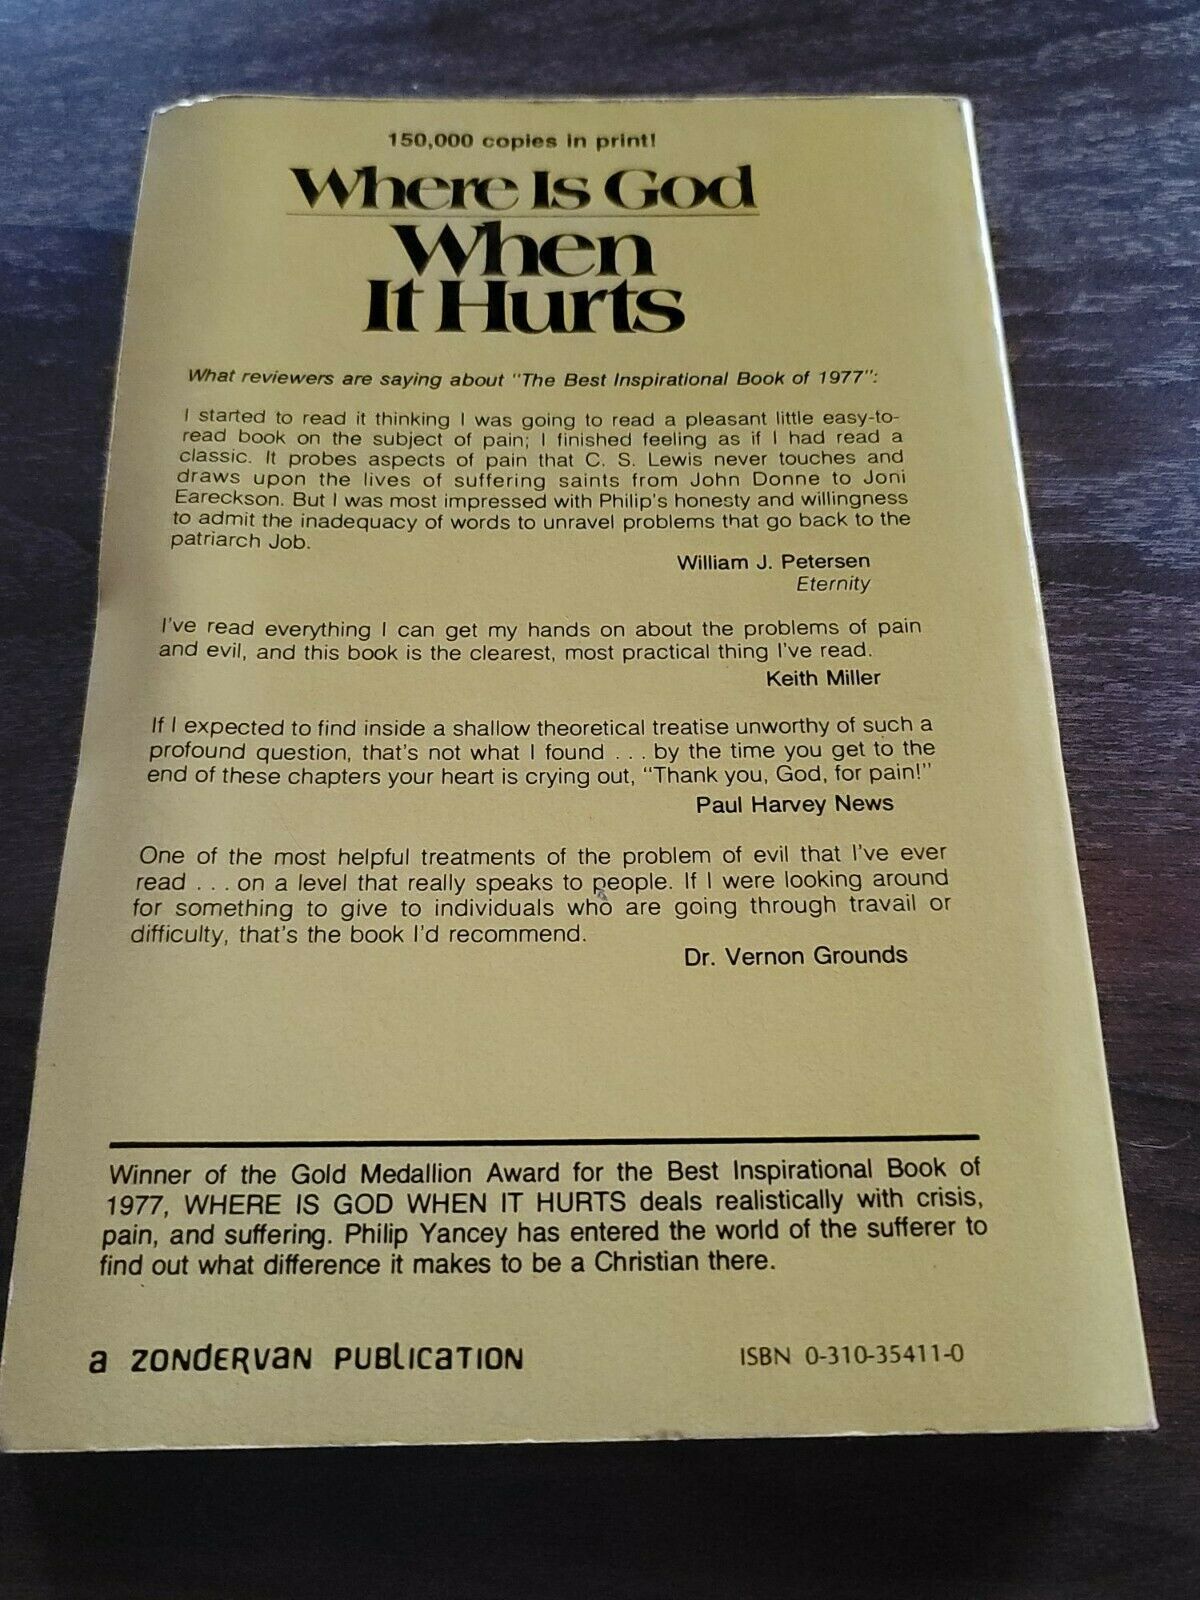 150,000 copies in print!
Where Is God
When
It Hurts
What reviewers are saying about "The Best Inspirational Book of 1977":
I started to read it thinking I was going to read a pleasant little easy-to-
read book on the subject of pain; I finished feeling as if I had read a
classic. It probes aspects of pain that C. S. Lewis never touches and
draws upon the lives of suffering saints from John Donne to Joni
Eareckson. But I was most impressed with Philip's honesty and willingness
to admit the inadequacy of words to unravel problems that go back to the
patriarch Job.
William J. Petersen
Eternity
I've read everything I can get my hands on about the problems of pain
and evil, and this book is the clearest, most practical thing I've read.
Keith Miller
If I expected to find inside a shallow theoretical treatise unworthy of such a
profound question, that's not what I found . . . by the time you get to the
end of these chapters your heart is crying out, "Thank you, God, for pain!"
Paul Harvey News
One of the most helpful treatments of the problem of evil that I've ever
read . . . on a level that really speaks to people. If I were looking around
for something to give to individuals who are going through travail or
difficulty, that's the book I'd recommend.
Dr. Vernon Grounds
Winner of the Gold Medallion Award for the Best Inspirational Book of
1977, WHERE IS GOD WHEN IT HURTS deals realistically with crisis,
pain, and suffering. Philip Yancey has entered the world of the sufferer to
find out what difference it makes to be a Christian there.
a ZONDERVAN PUBLICATION
ISBN 0-310-35411-0